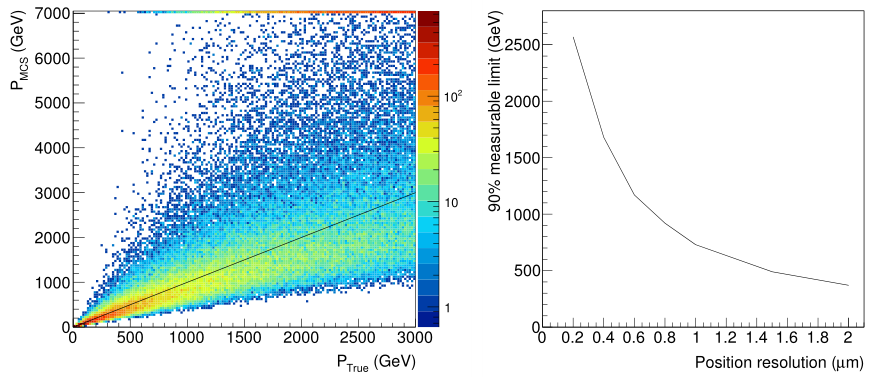 P_MCS (GeV)
7000
6000
5000
4000
3000
2000
1000
0
0 500 1000 1500 2000 2500 3000
P_True (GeV)
10²
10
1
90% measurable limit (GeV)
2500
2000
1500
1000
500
0
0 0.2 0.4 0.6 0.8 1 1.2 1.4 1.6 1.8 2
Position resolution (μm)